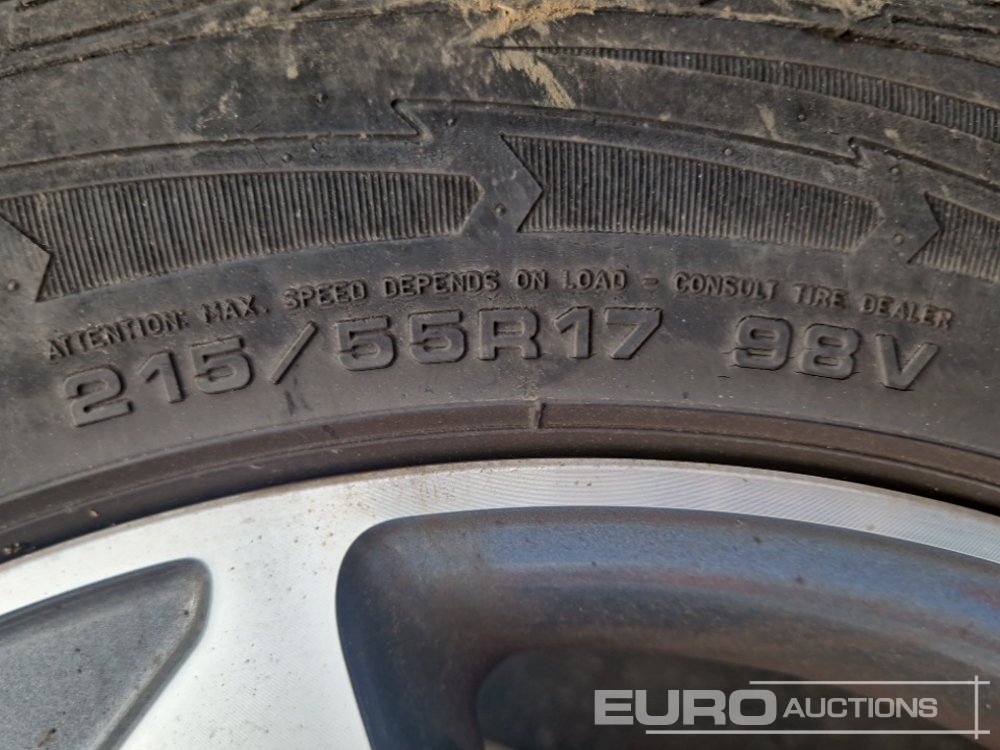 ATTENTION: MAX. SPEED DEPENDS ON LOAD - CONSULT TIRE DEALER
215/55R17 98V
EURO AUCTIONS